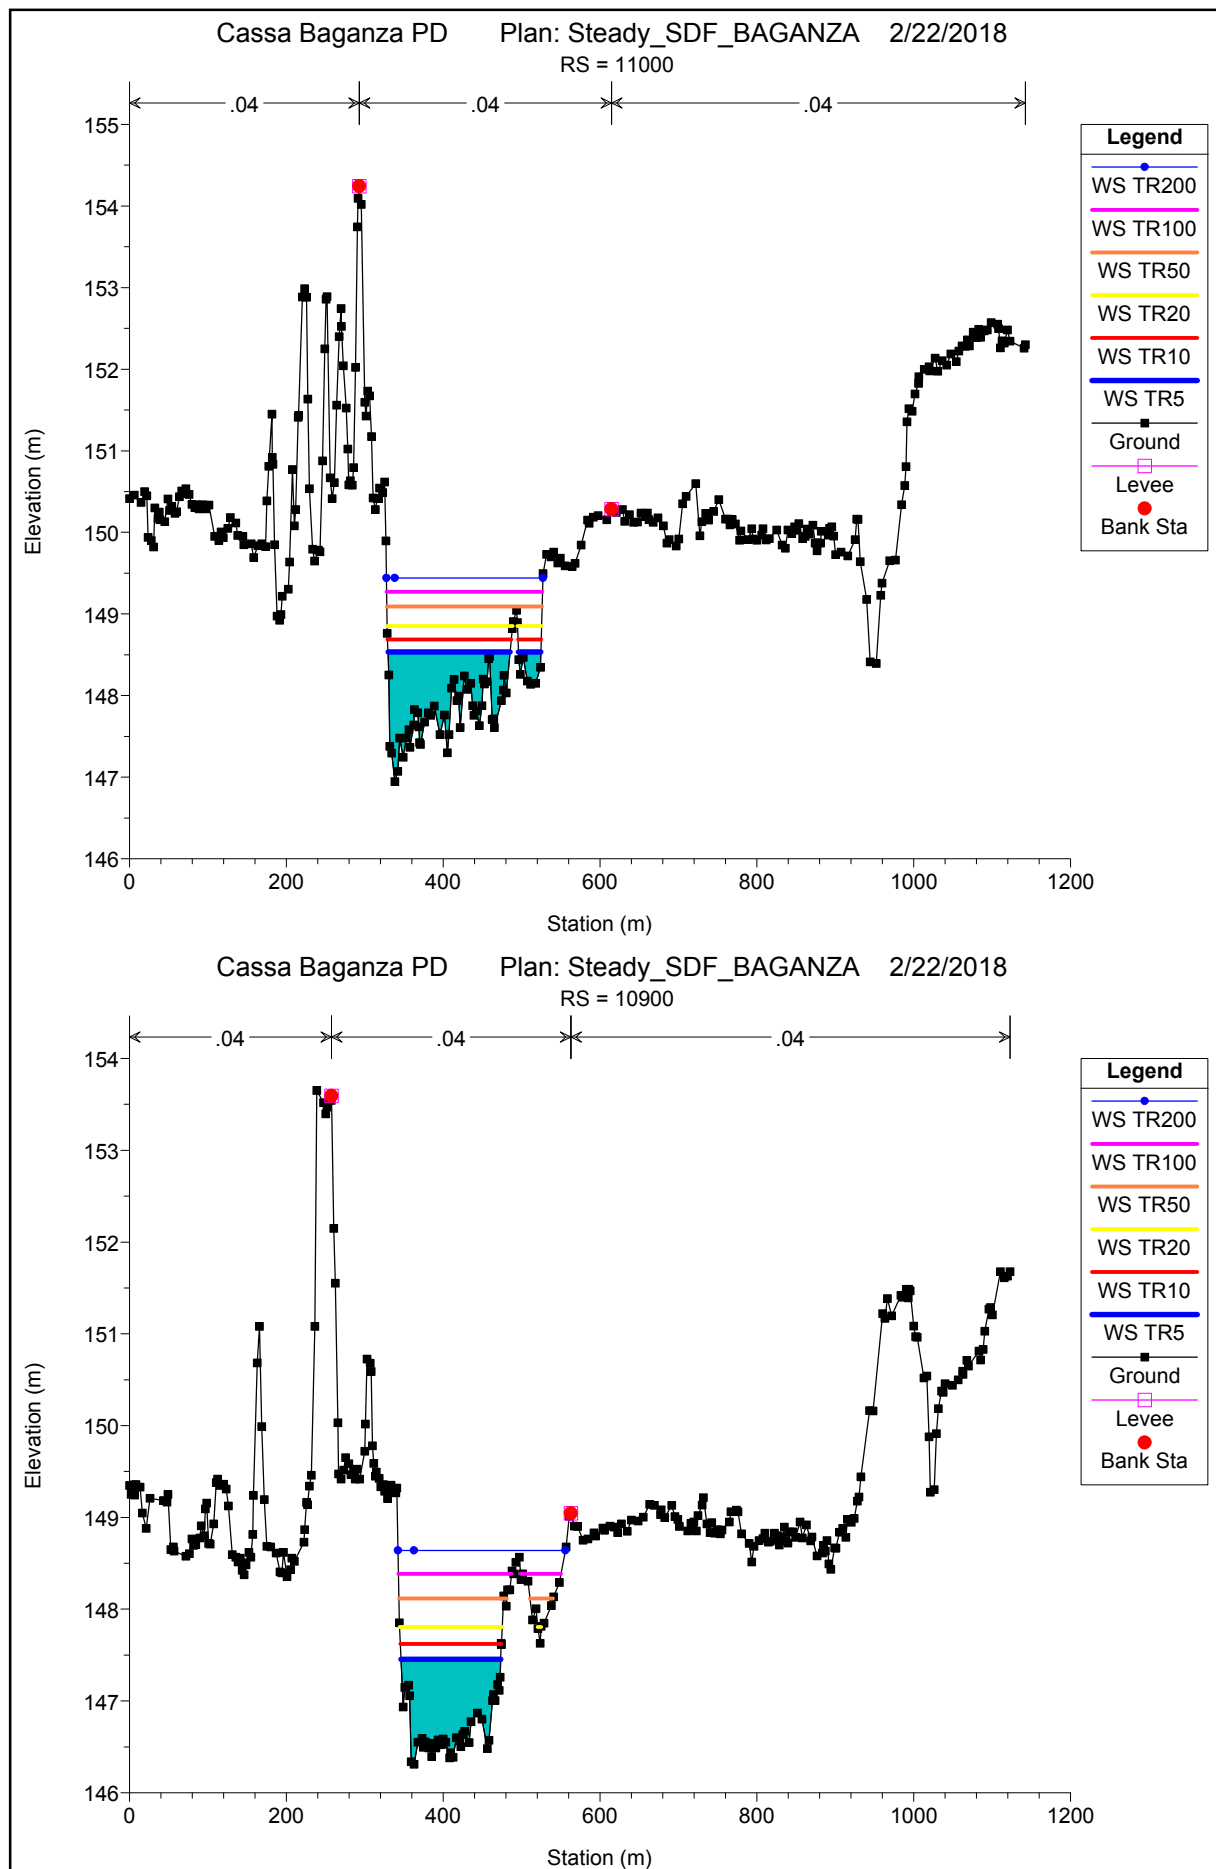 Cassa Baganza PD Plan: Steady_SDF_BAGANZA 2/22/2018
RS = 11000
.04 .04 .04
155
154
153
152
151
150
149
148
147
146
Elevation (m)
0 200 400 600 800 1000 1200
Station (m)
Legend
WS TR200
WS TR100
WS TR50
WS TR20
WS TR10
WS TR5
Ground
Levee
Bank Sta
Cassa Baganza PD Plan: Steady_SDF_BAGANZA 2/22/2018
RS = 10900
.04 .04 .04
154
153
152
151
150
149
148
147
146
Elevation (m)
0 200 400 600 800 1000 1200
Station (m)
Legend
WS TR200
WS TR100
WS TR50
WS TR20
WS TR10
WS TR5
Ground
Levee
Bank Sta